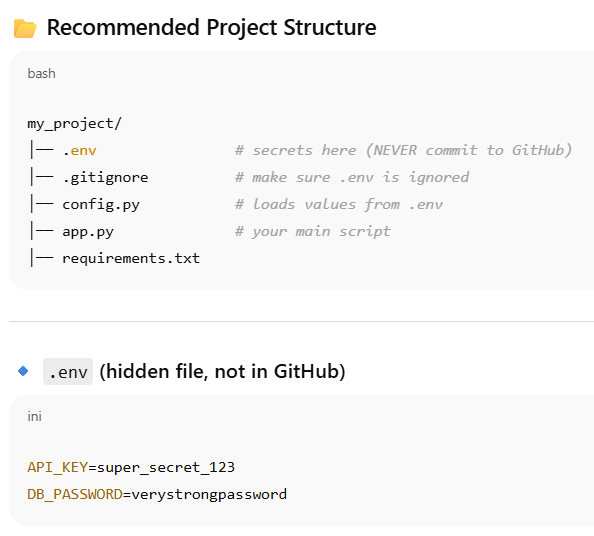 📂 Recommended Project Structure
bash
my_project/
│── .env # secrets here (NEVER commit to GitHub)
│── .gitignore # make sure .env is ignored
│── config.py # loads values from .env
│── app.py # your main script
│── requirements.txt
🔹 .env (hidden file, not in GitHub)
ini
API_KEY=super_secret_123
DB_PASSWORD=verystrongpassword